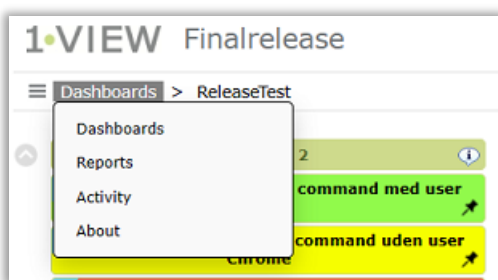 1•VIEW Finalrelease
Dashboards > ReleaseTest
Dashboards
Reports
Activity
About
2
command med user
command uden user
Chrome